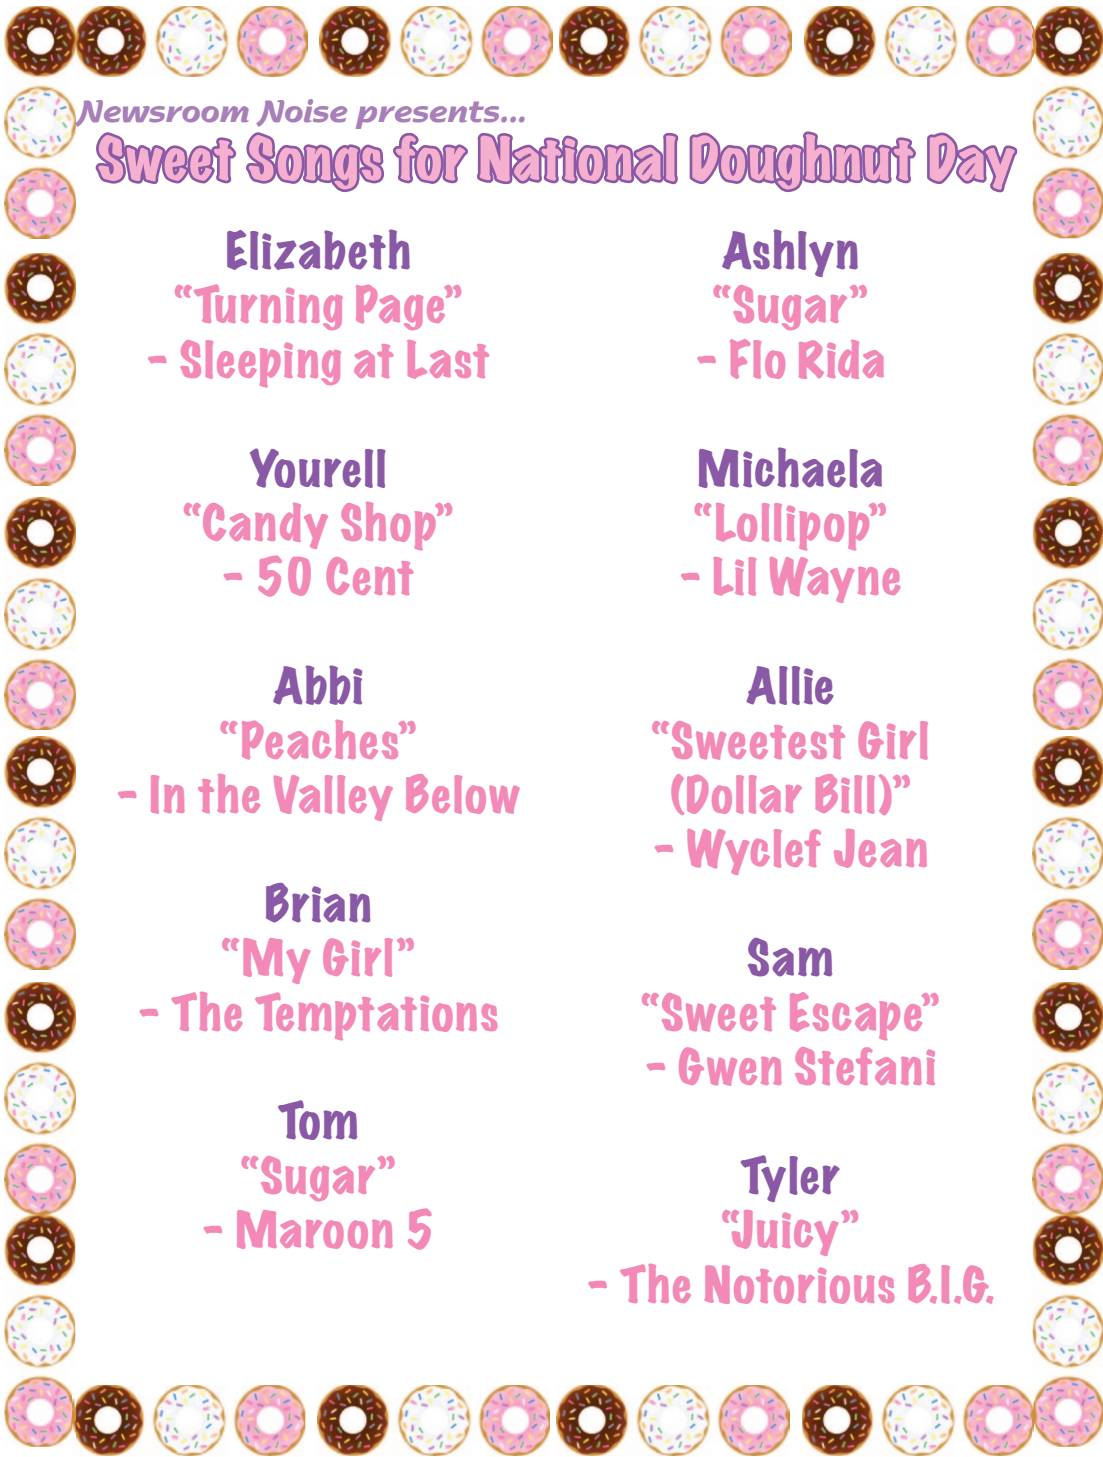 Newsroom Noise presents...
Sweet Songs for National Doughnut Day
Elizabeth
“Turning Page”
- Sleeping at Last
Yourell
“Candy Shop”
- 50 Cent
Abbi
“Peaches”
- In the Valley Below
Brian
“My Girl”
- The Temptations
Tom
“Sugar”
- Maroon 5
Ashlyn
“Sugar”
- Flo Rida
Michaela
“Lollipop”
- Lil Wayne
Allie
“Sweetest Girl
(Dollar Bill)”
- Wyclef Jean
Sam
“Sweet Escape”
- Gwen Stefani
Tyler
“Juicy”
- The Notorious B.I.G.